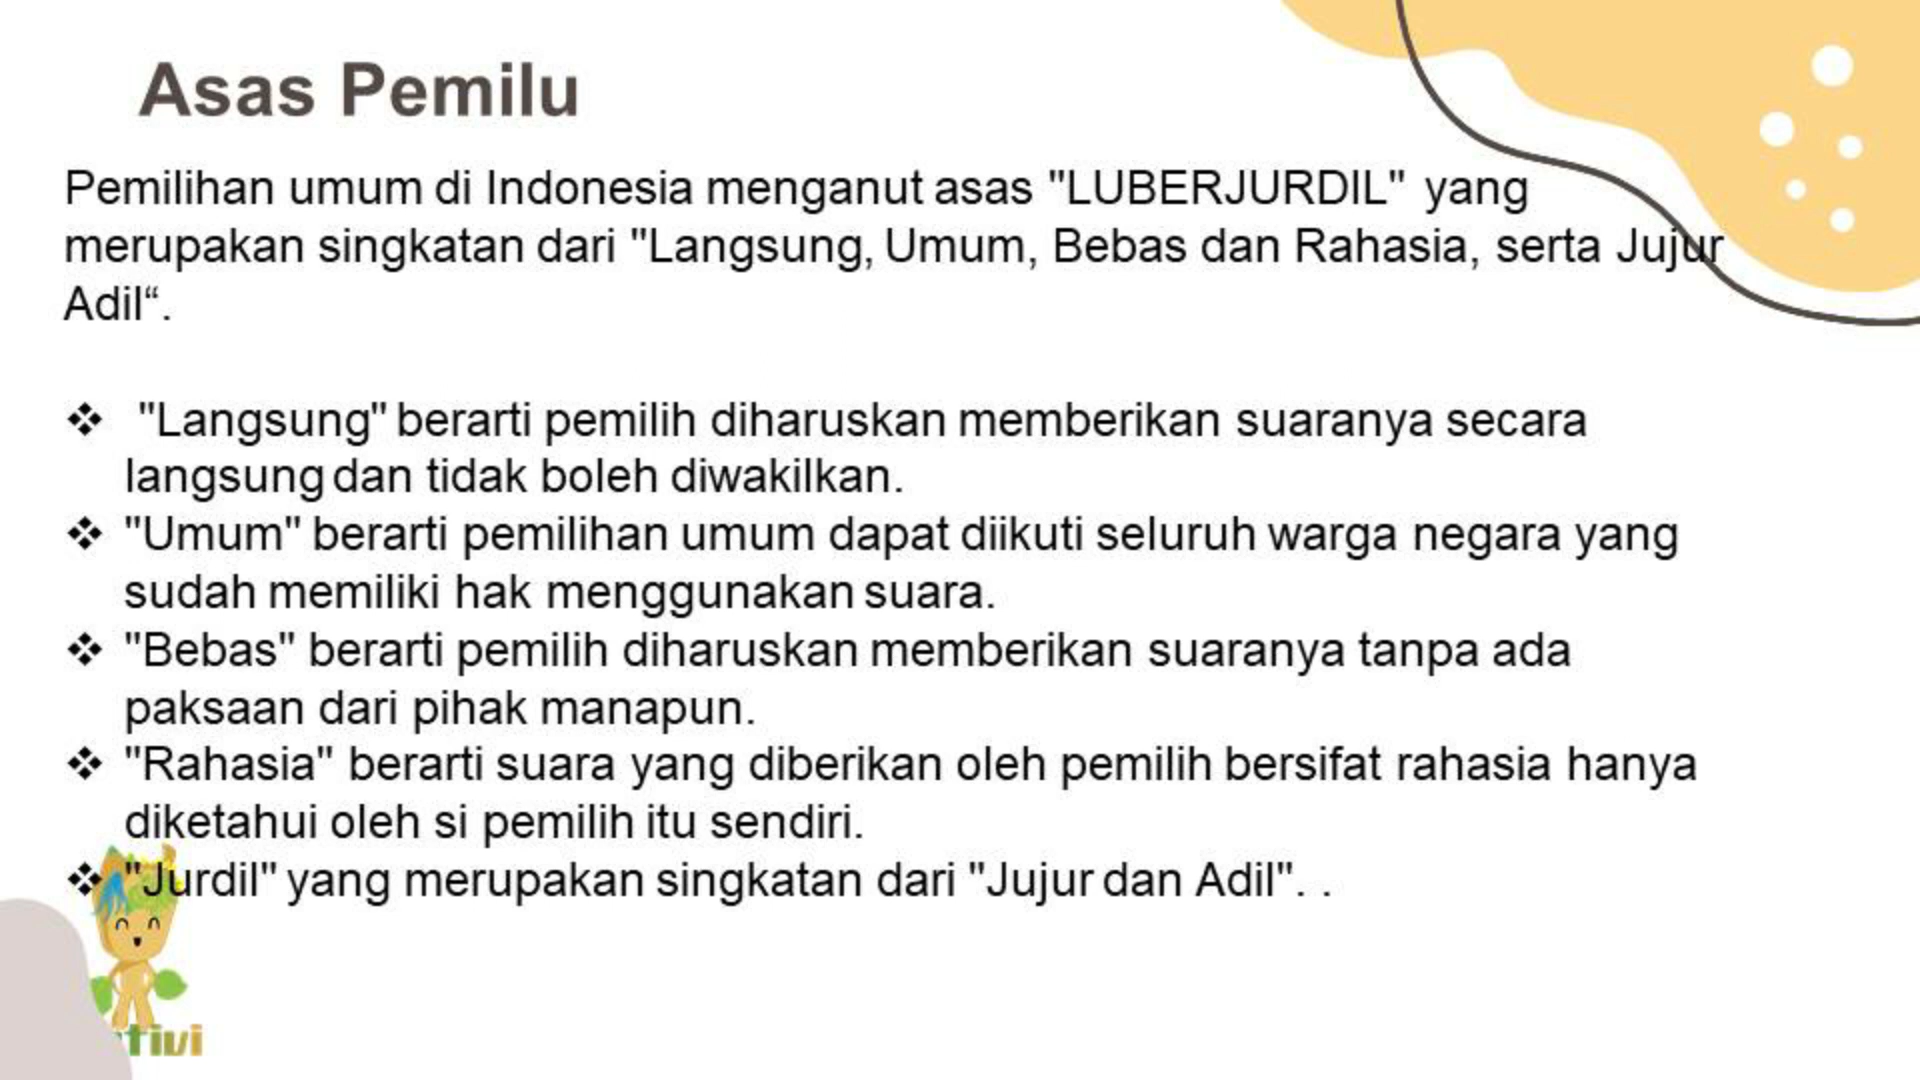 Asas Pemilu
Pemilihan umum di Indonesia menganut asas "LUBERJURDIL" yang
merupakan singkatan dari "Langsung, Umum, Bebas dan Rahasia, serta Jujur
Adil“.
❖ "Langsung" berarti pemilih diharuskan memberikan suaranya secara
langsung dan tidak boleh diwakilkan.
❖ "Umum" berarti pemilihan umum dapat diikuti seluruh warga negara yang
sudah memiliki hak menggunakan suara.
❖ "Bebas" berarti pemilih diharuskan memberikan suaranya tanpa ada
paksaan dari pihak manapun.
❖ "Rahasia" berarti suara yang diberikan oleh pemilih bersifat rahasia hanya
diketahui oleh si pemilih itu sendiri.
❖ "Jurdil" yang merupakan singkatan dari "Jujur dan Adil". .